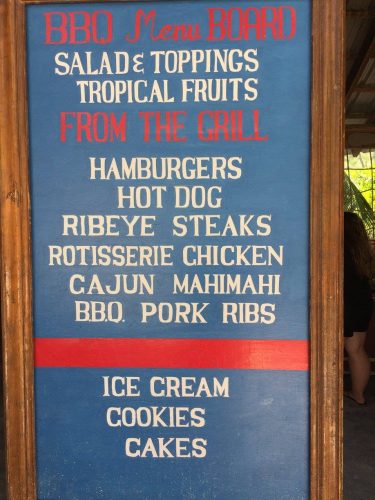 BBQ Menu BOARD
SALAD & TOPPINGS
TROPICAL FRUITS
FROM THE GRILL
HAMBURGERS
HOT DOG
RIBEYE STEAKS
ROTISSERIE CHICKEN
CAJUN MAHIMAHI
B.B.Q. PORK RIBS
ICE CREAM
COOKIES
CAKES